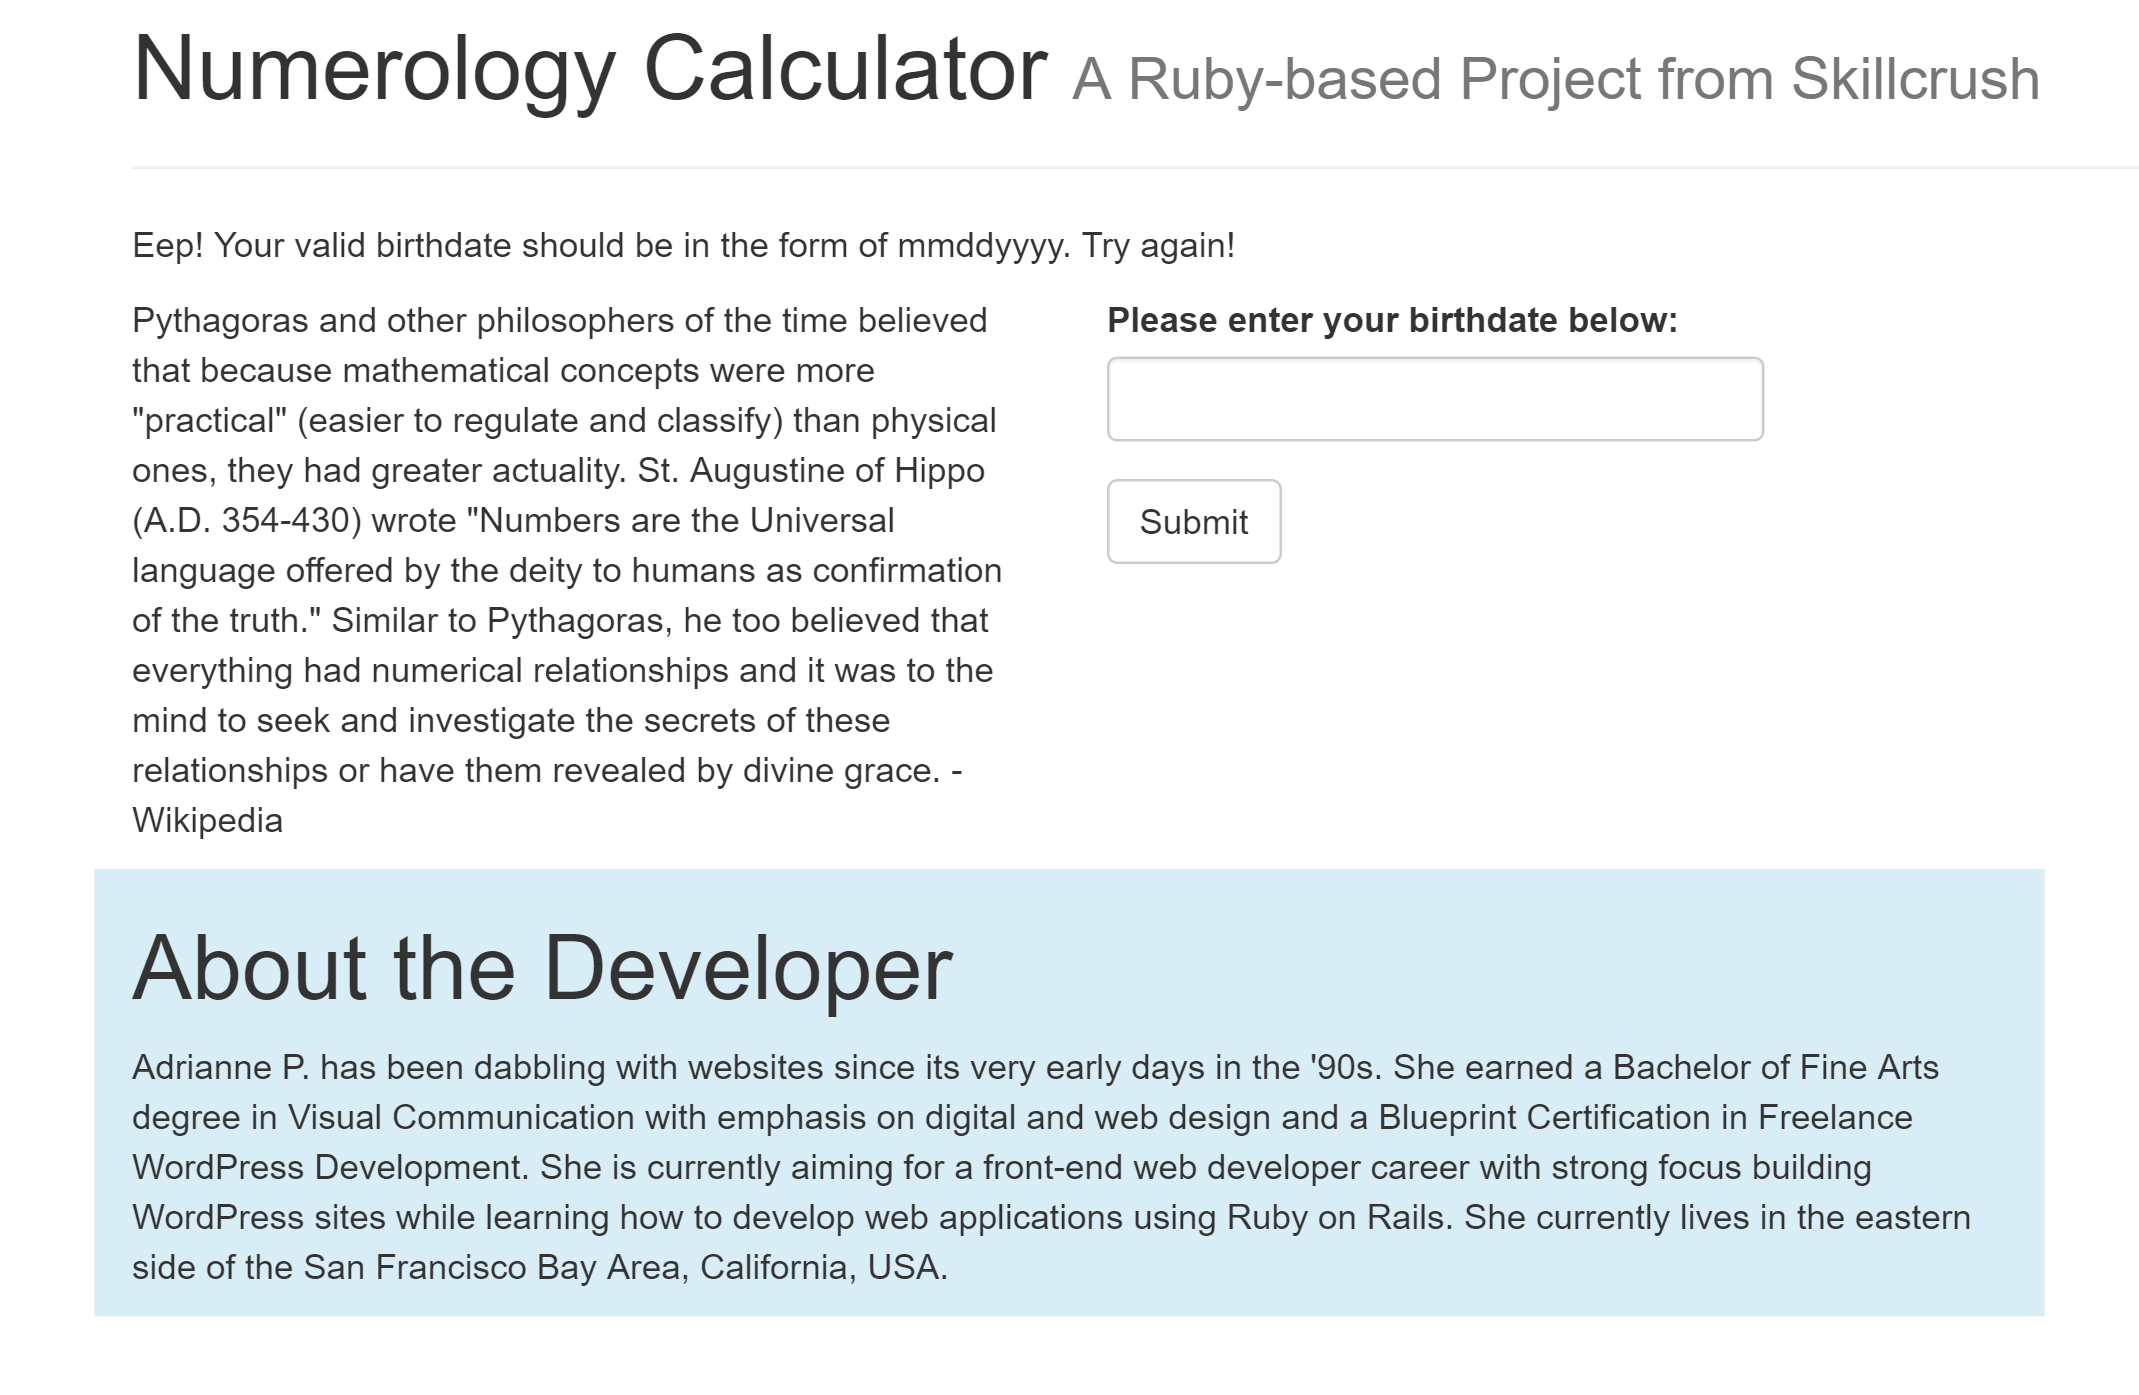 Numerology Calculator A Ruby-based Project from Skillcrush
Eep! Your valid birthdate should be in the form of mmddyyyy. Try again!
Pythagoras and other philosophers of the time believed
that because mathematical concepts were more
"practical" (easier to regulate and classify) than physical
ones, they had greater actuality. St. Augustine of Hippo
(A.D. 354-430) wrote "Numbers are the Universal
language offered by the deity to humans as confirmation
of the truth." Similar to Pythagoras, he too believed that
everything had numerical relationships and it was to the
mind to seek and investigate the secrets of these
relationships or have them revealed by divine grace. -
Wikipedia
Please enter your birthdate below:
Submit
About the Developer
Adrianne P. has been dabbling with websites since its very early days in the '90s. She earned a Bachelor of Fine Arts
degree in Visual Communication with emphasis on digital and web design and a Blueprint Certification in Freelance
WordPress Development. She is currently aiming for a front-end web developer career with strong focus building
WordPress sites while learning how to develop web applications using Ruby on Rails. She currently lives in the eastern
side of the San Francisco Bay Area, California, USA.